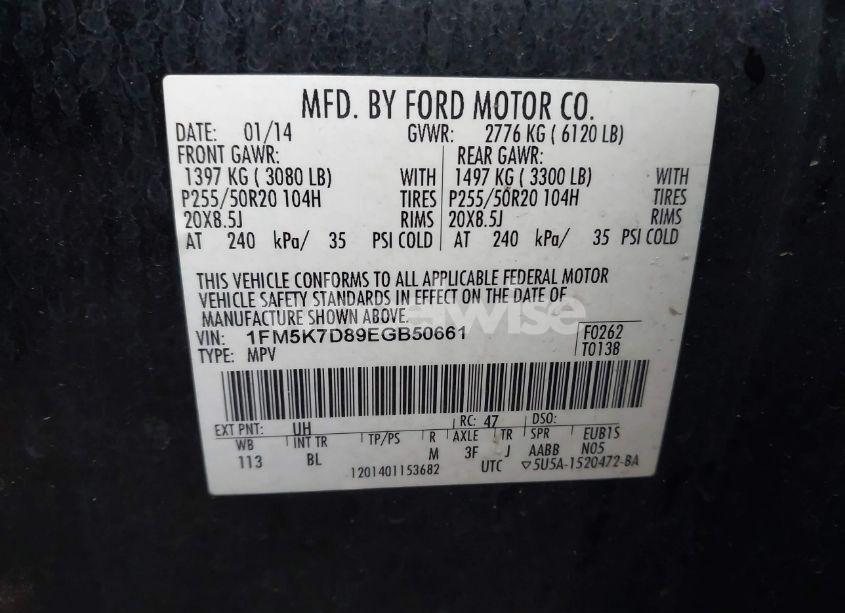 MFD. BY FORD MOTOR CO.
DATE: 01/14 GVWR: 2776 KG ( 6120 LB)
FRONT GAWR: REAR GAWR:
1397 KG ( 3080 LB) WITH 1497 KG ( 3300 LB) WITH
P255/50R20 104H TIRES P255/50R20 104H TIRES
20X8.5J RIMS 20X8.5J RIMS
AT 240 kPa/ 35 PSI COLD AT 240 kPa/ 35 PSI COLD
THIS VEHICLE CONFORMS TO ALL APPLICABLE FEDERAL MOTOR
VEHICLE SAFETY STANDARDS IN EFFECT ON THE DATE OF
MANUFACTURE SHOWN ABOVE.
VIN: 1FM5K7D89EGB50661 F0262
TYPE: MPV T0138
EXT PNT: UH RC: 47 DSO:
WB INT TR TP/PS R AXLE TR SPR EUB1S
113 BL M 3F J AABB N05
1201401153682 UTC ▽5U5A-1520472-BA